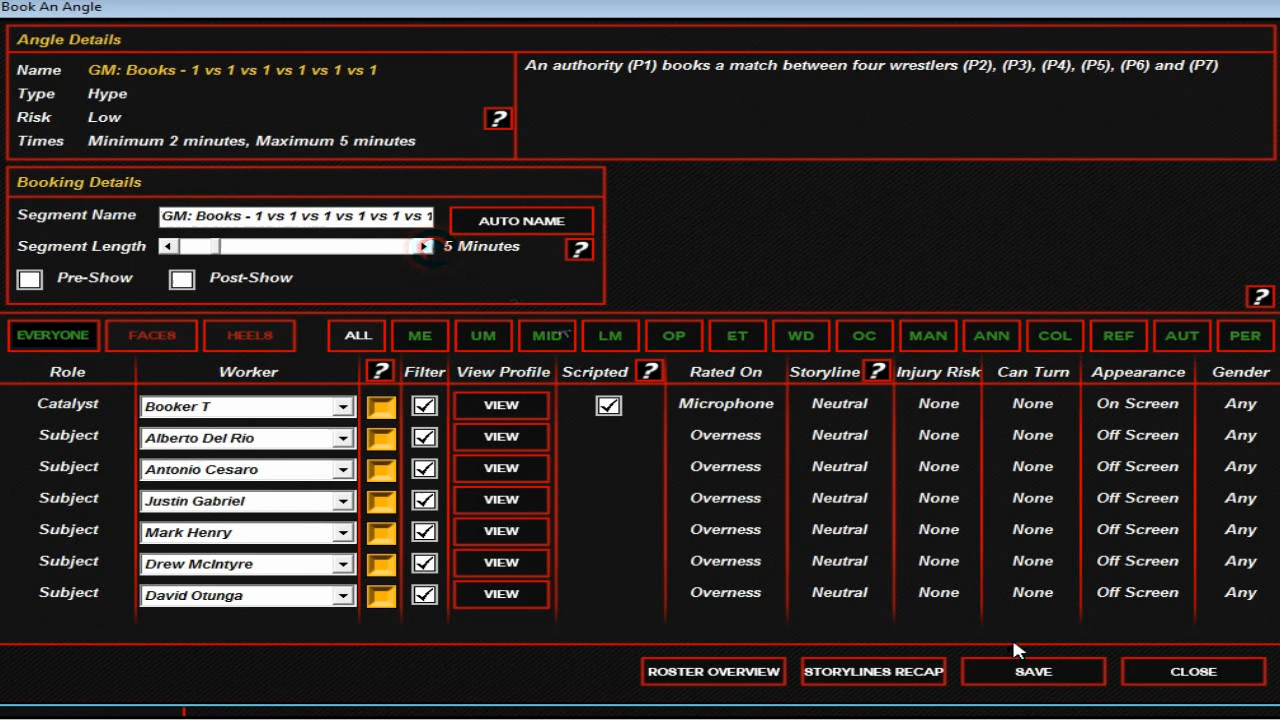 Book An Angle
Angle Details
Name GM: Books - 1 vs 1 vs 1 vs 1 vs 1 vs 1
Type Hype
Risk Low
?
Times Minimum 2 minutes, Maximum 5 minutes
An authority (P1) books a match between four wrestlers (P2), (P3), (P4), (P5), (P6) and (P7)
Booking Details
Segment Name GM: Books - 1 vs 1 vs 1 vs 1 vs 1 vs 1 AUTO NAME
Segment Length 5 Minutes ?
Pre-Show Post-Show
?
EVERYONE FACES HEELS ALL ME UM MID LM OP ET WD OC MAN ANN COL REF AUT PER
Role Worker ? Filter View Profile Scripted ? Rated On Storyline ? Injury Risk Can Turn Appearance Gender
Catalyst Booker T VIEW Microphone Neutral None None On Screen Any
Subject Alberto Del Rio VIEW Overness Neutral None None Off Screen Any
Subject Antonio Cesaro VIEW Overness Neutral None None Off Screen Any
Subject Justin Gabriel VIEW Overness Neutral None None Off Screen Any
Subject Mark Henry VIEW Overness Neutral None None Off Screen Any
Subject Drew McIntyre VIEW Overness Neutral None None Off Screen Any
Subject David Otunga VIEW Overness Neutral None None Off Screen Any
ROSTER OVERVIEW STORYLINES RECAP SAVE CLOSE